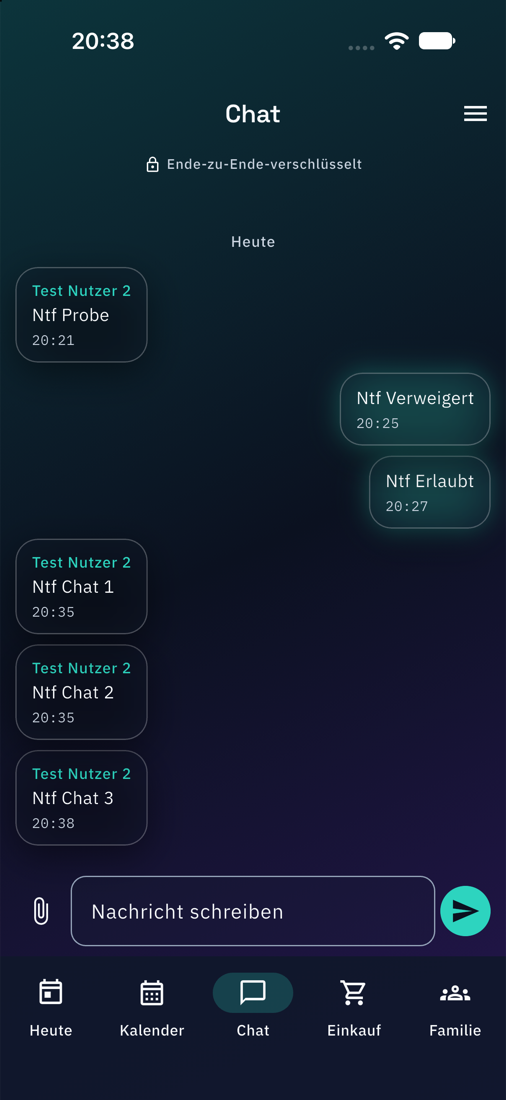 20:38
Chat
Ende-zu-Ende-verschlüsselt
Heute
Test Nutzer 2
Ntf Probe
20:21
Ntf Verweigert
20:25
Ntf Erlaubt
20:27
Test Nutzer 2
Ntf Chat 1
20:35
Test Nutzer 2
Ntf Chat 2
20:35
Test Nutzer 2
Ntf Chat 3
20:38
Nachricht schreiben
Heute Kalender Chat Einkauf Familie